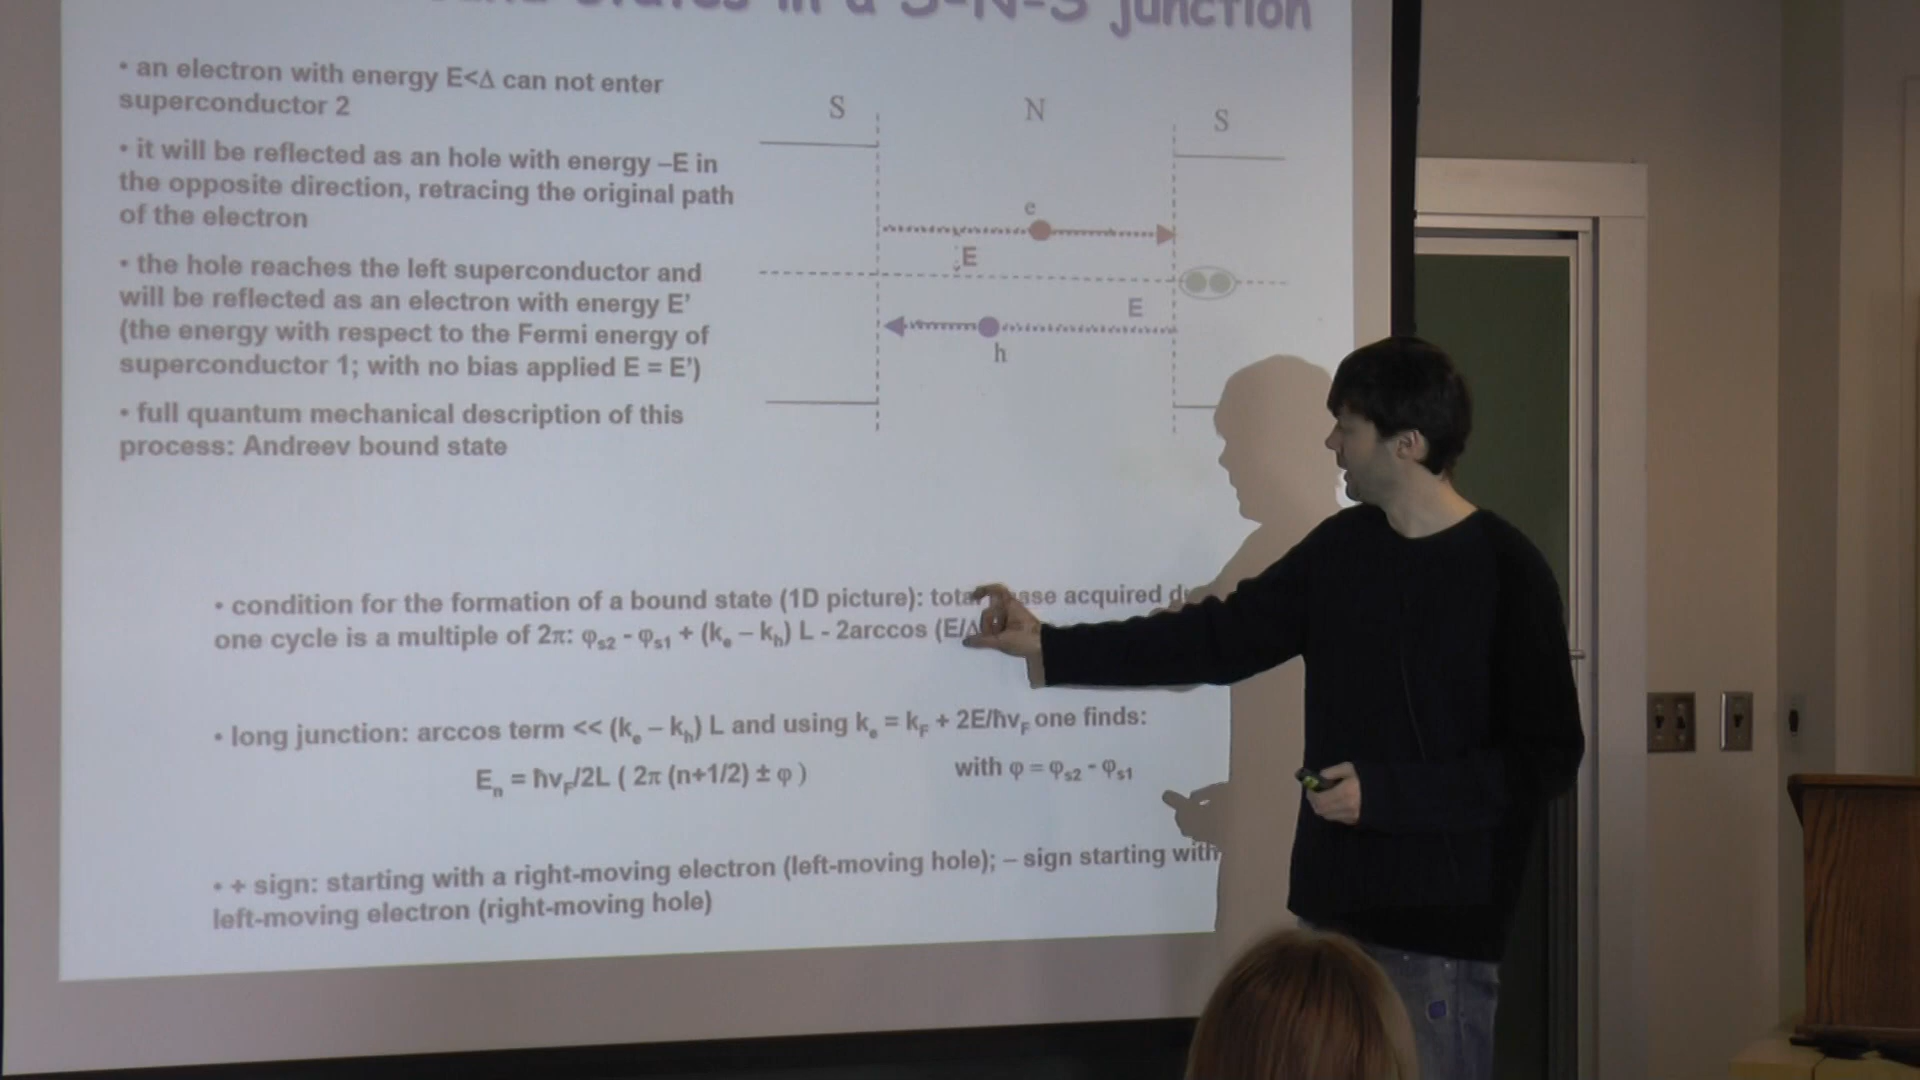 in a S-N-S junction
• an electron with energy E<Δ can not enter
superconductor 2
• it will be reflected as an hole with energy –E in
the opposite direction, retracing the original path
of the electron
• the hole reaches the left superconductor and
will be reflected as an electron with energy E'
(the energy with respect to the Fermi energy of
superconductor 1; with no bias applied E = E')
• full quantum mechanical description of this
process: Andreev bound state
S N S
e
E
E
h
• condition for the formation of a bound state (1D picture): acquired
one cycle is a multiple of 2π: φs2 - φs1 + (ke – kh) L - 2arccos (E/Δ
• long junction: arccos term << (ke – kh) L and using ke = kF + 2E/ħvF one finds:
En = ħvF/2L ( 2π (n+1/2) ± φ ) with φ = φs2 - φs1
• + sign: starting with a right-moving electron (left-moving hole); – sign starting with
left-moving electron (right-moving hole)